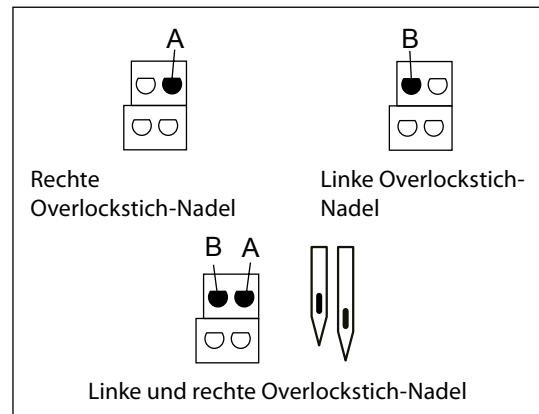 A
B
Rechte
Overlockstich-Nadel
Linke Overlockstich-
Nadel
B A
Linke und rechte Overlockstich-Nadel